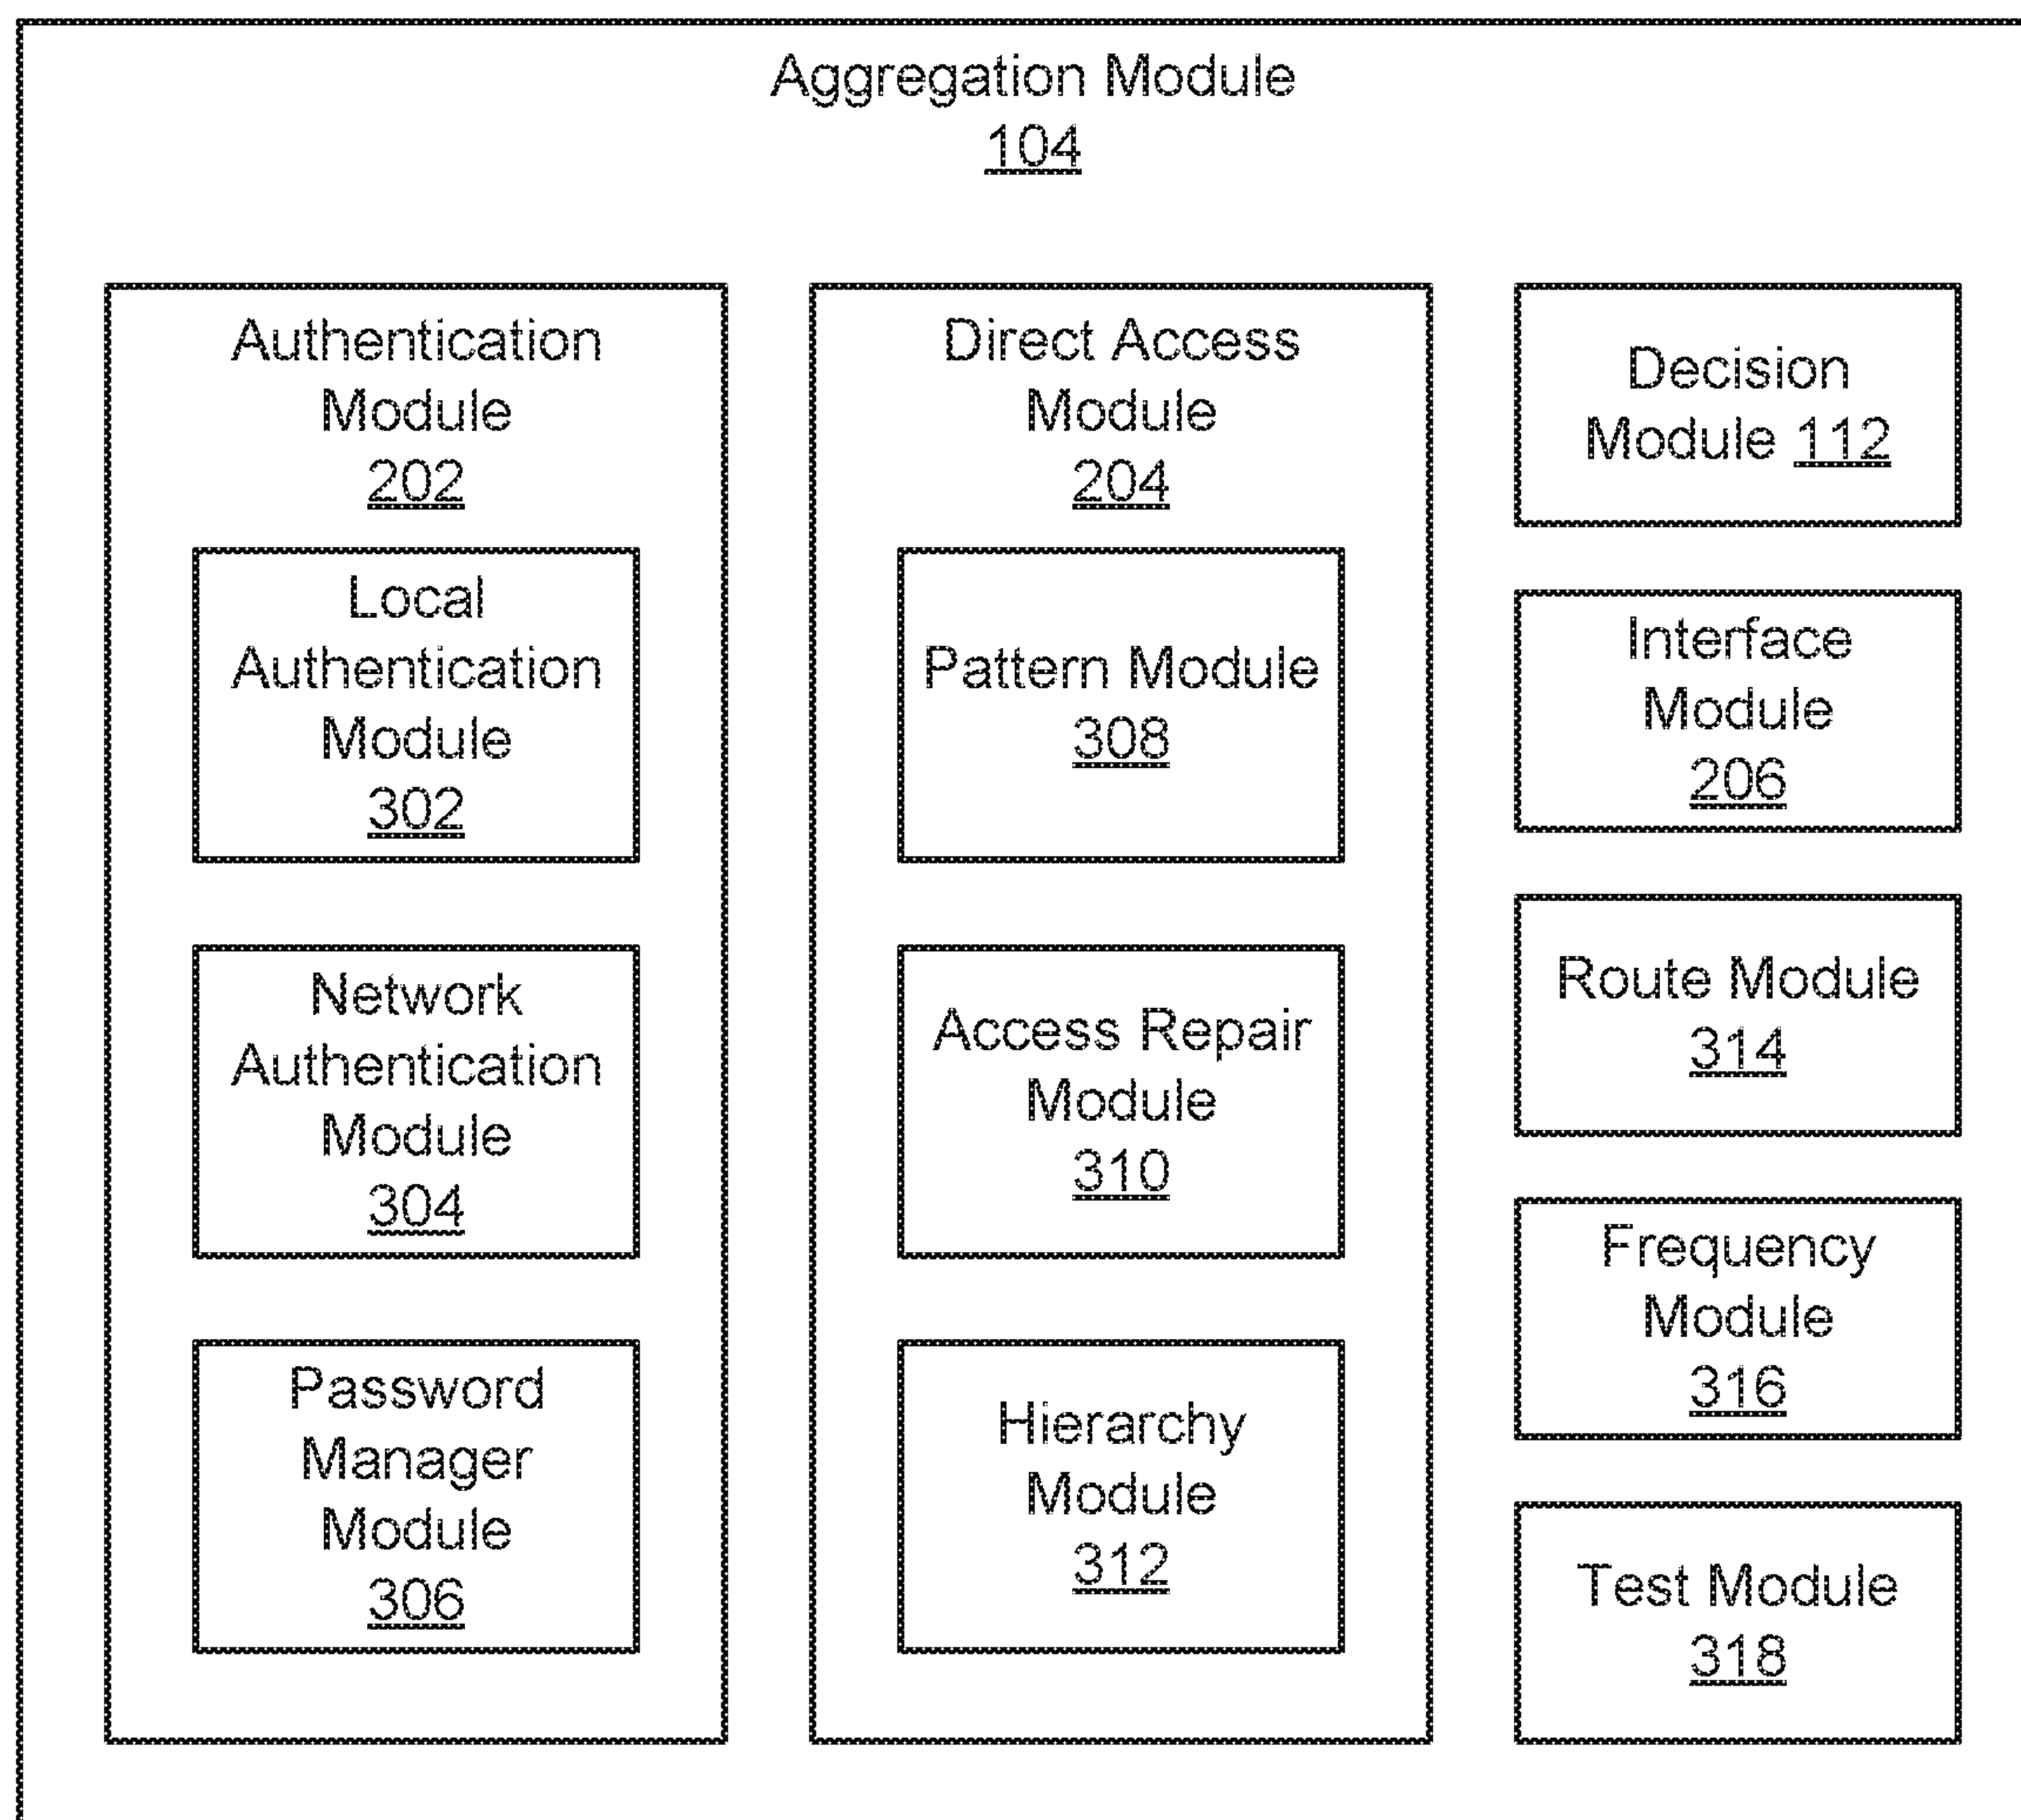 Aggregation Module
104
Authentication
Module
202
Local
Authentication
Module
302
Network
Authentication
Module
304
Password
Manager
Module
306
Direct Access
Module
204
Pattern Module
308
Access Repair
Module
310
Hierarchy
Module
312
Decision
Module 112
Interface
Module
206
Route Module
314
Frequency
Module
316
Test Module
318